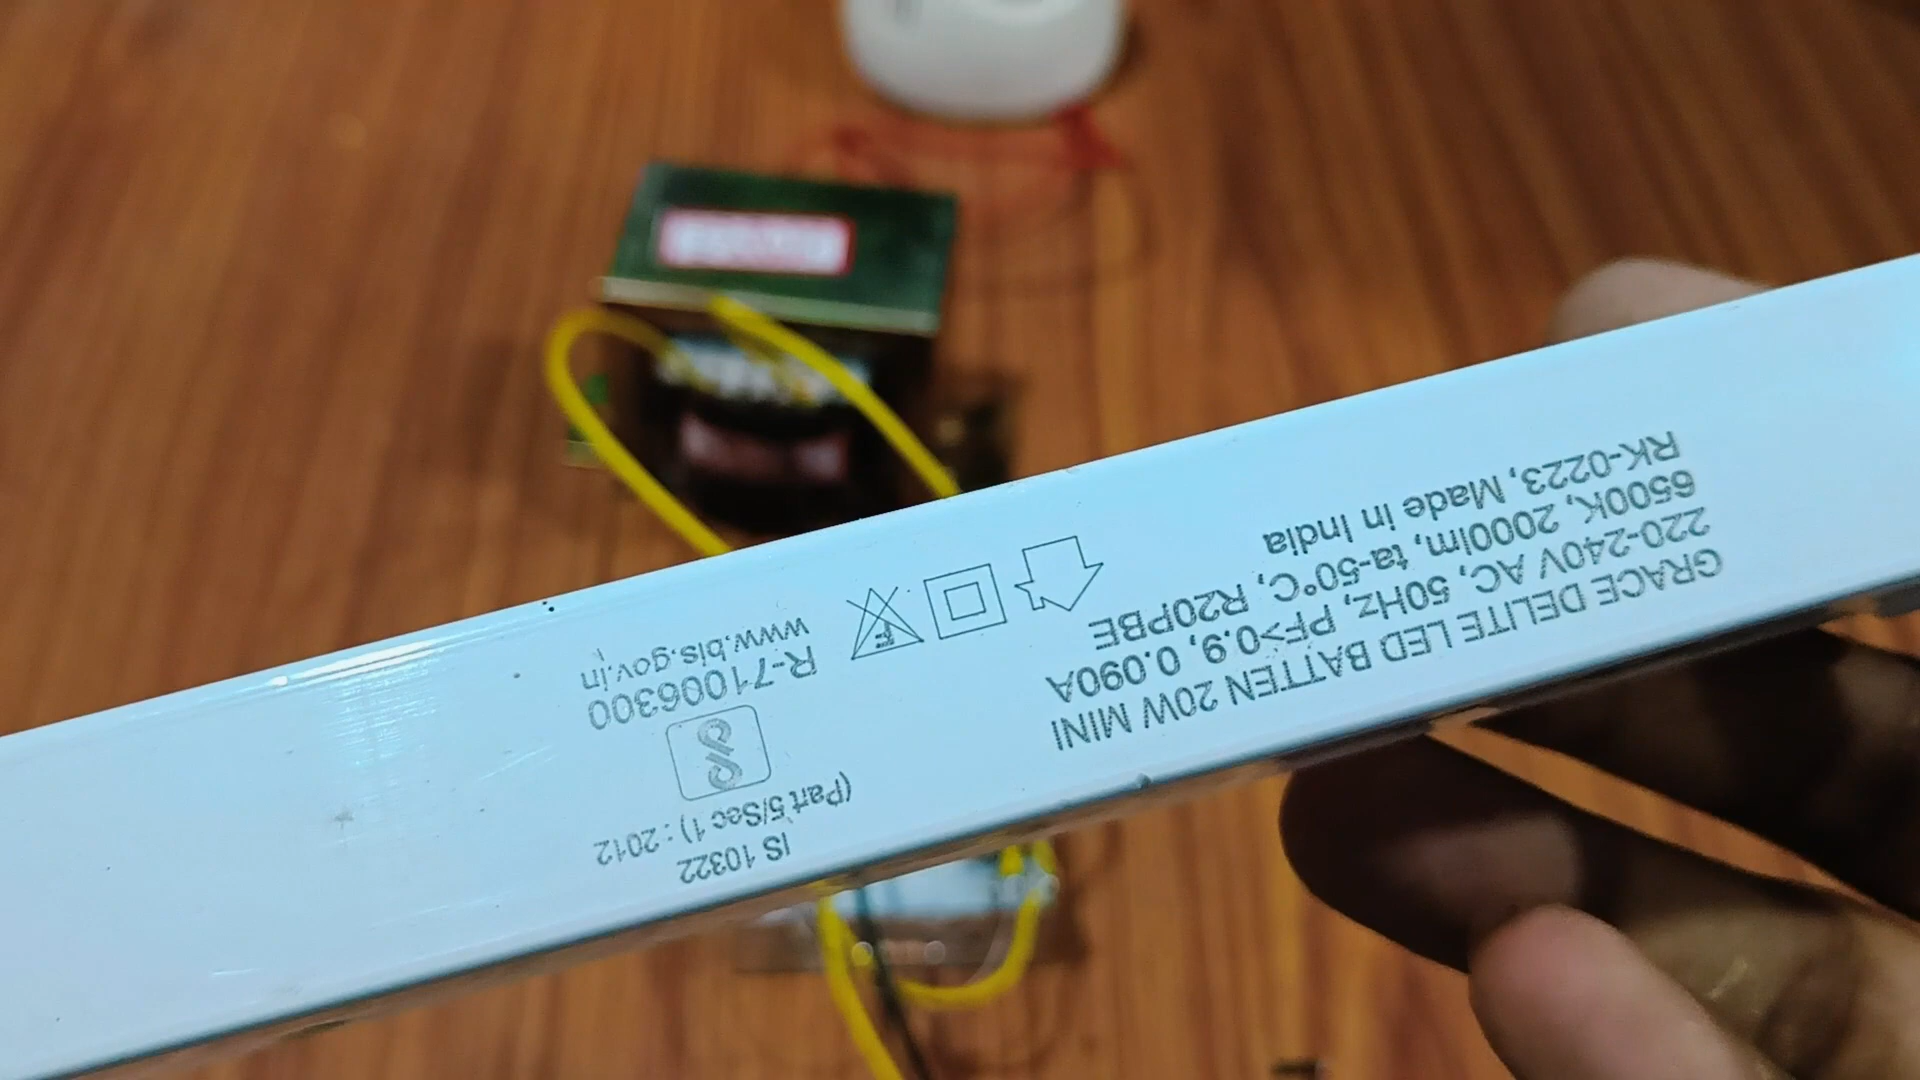 GRACE DELITE LED BATTEN 20W MINI
220-240V AC, 50Hz, PF>0.9, 0.090A
6500K, 2000lm, ta-50°C, R20PBE
RK-0223, Made in India
F
IS 10322
(Part 5/Sec 1) : 2012
R-71006300
www.bis.gov.in